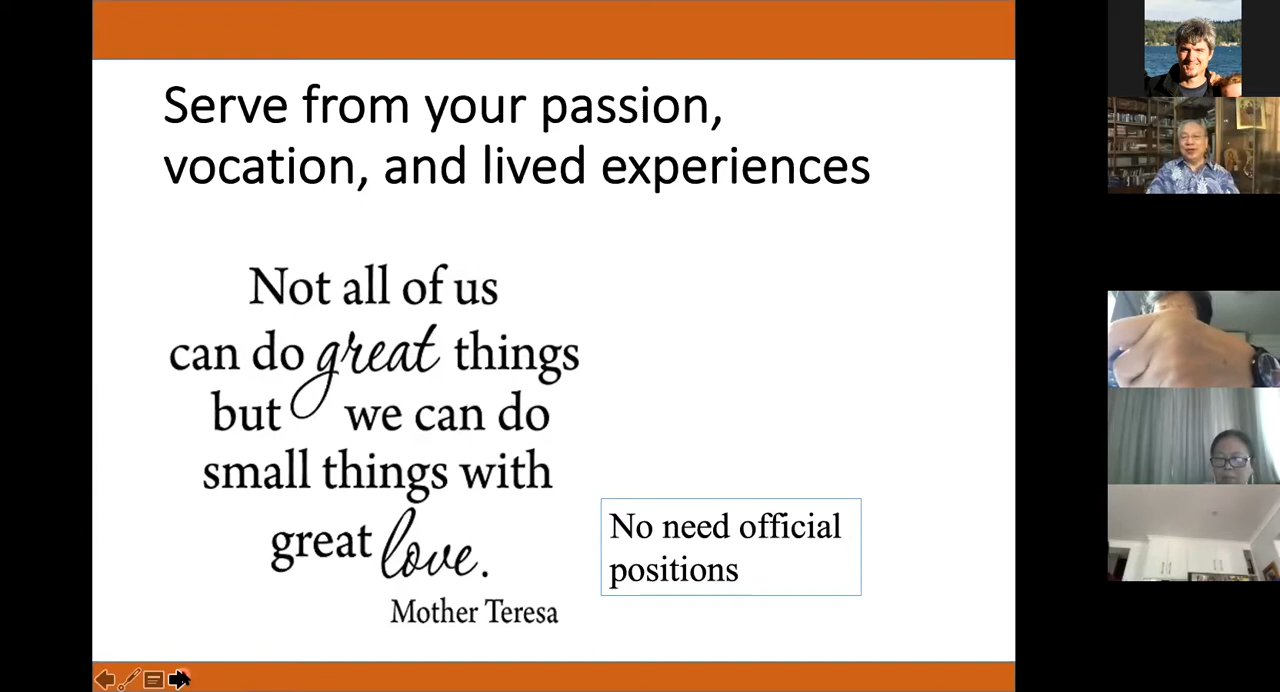 Serve from your passion,
vocation, and lived experiences
Not all of us
can do great things
but we can do
small things with
great love.
Mother Teresa
No need official
positions